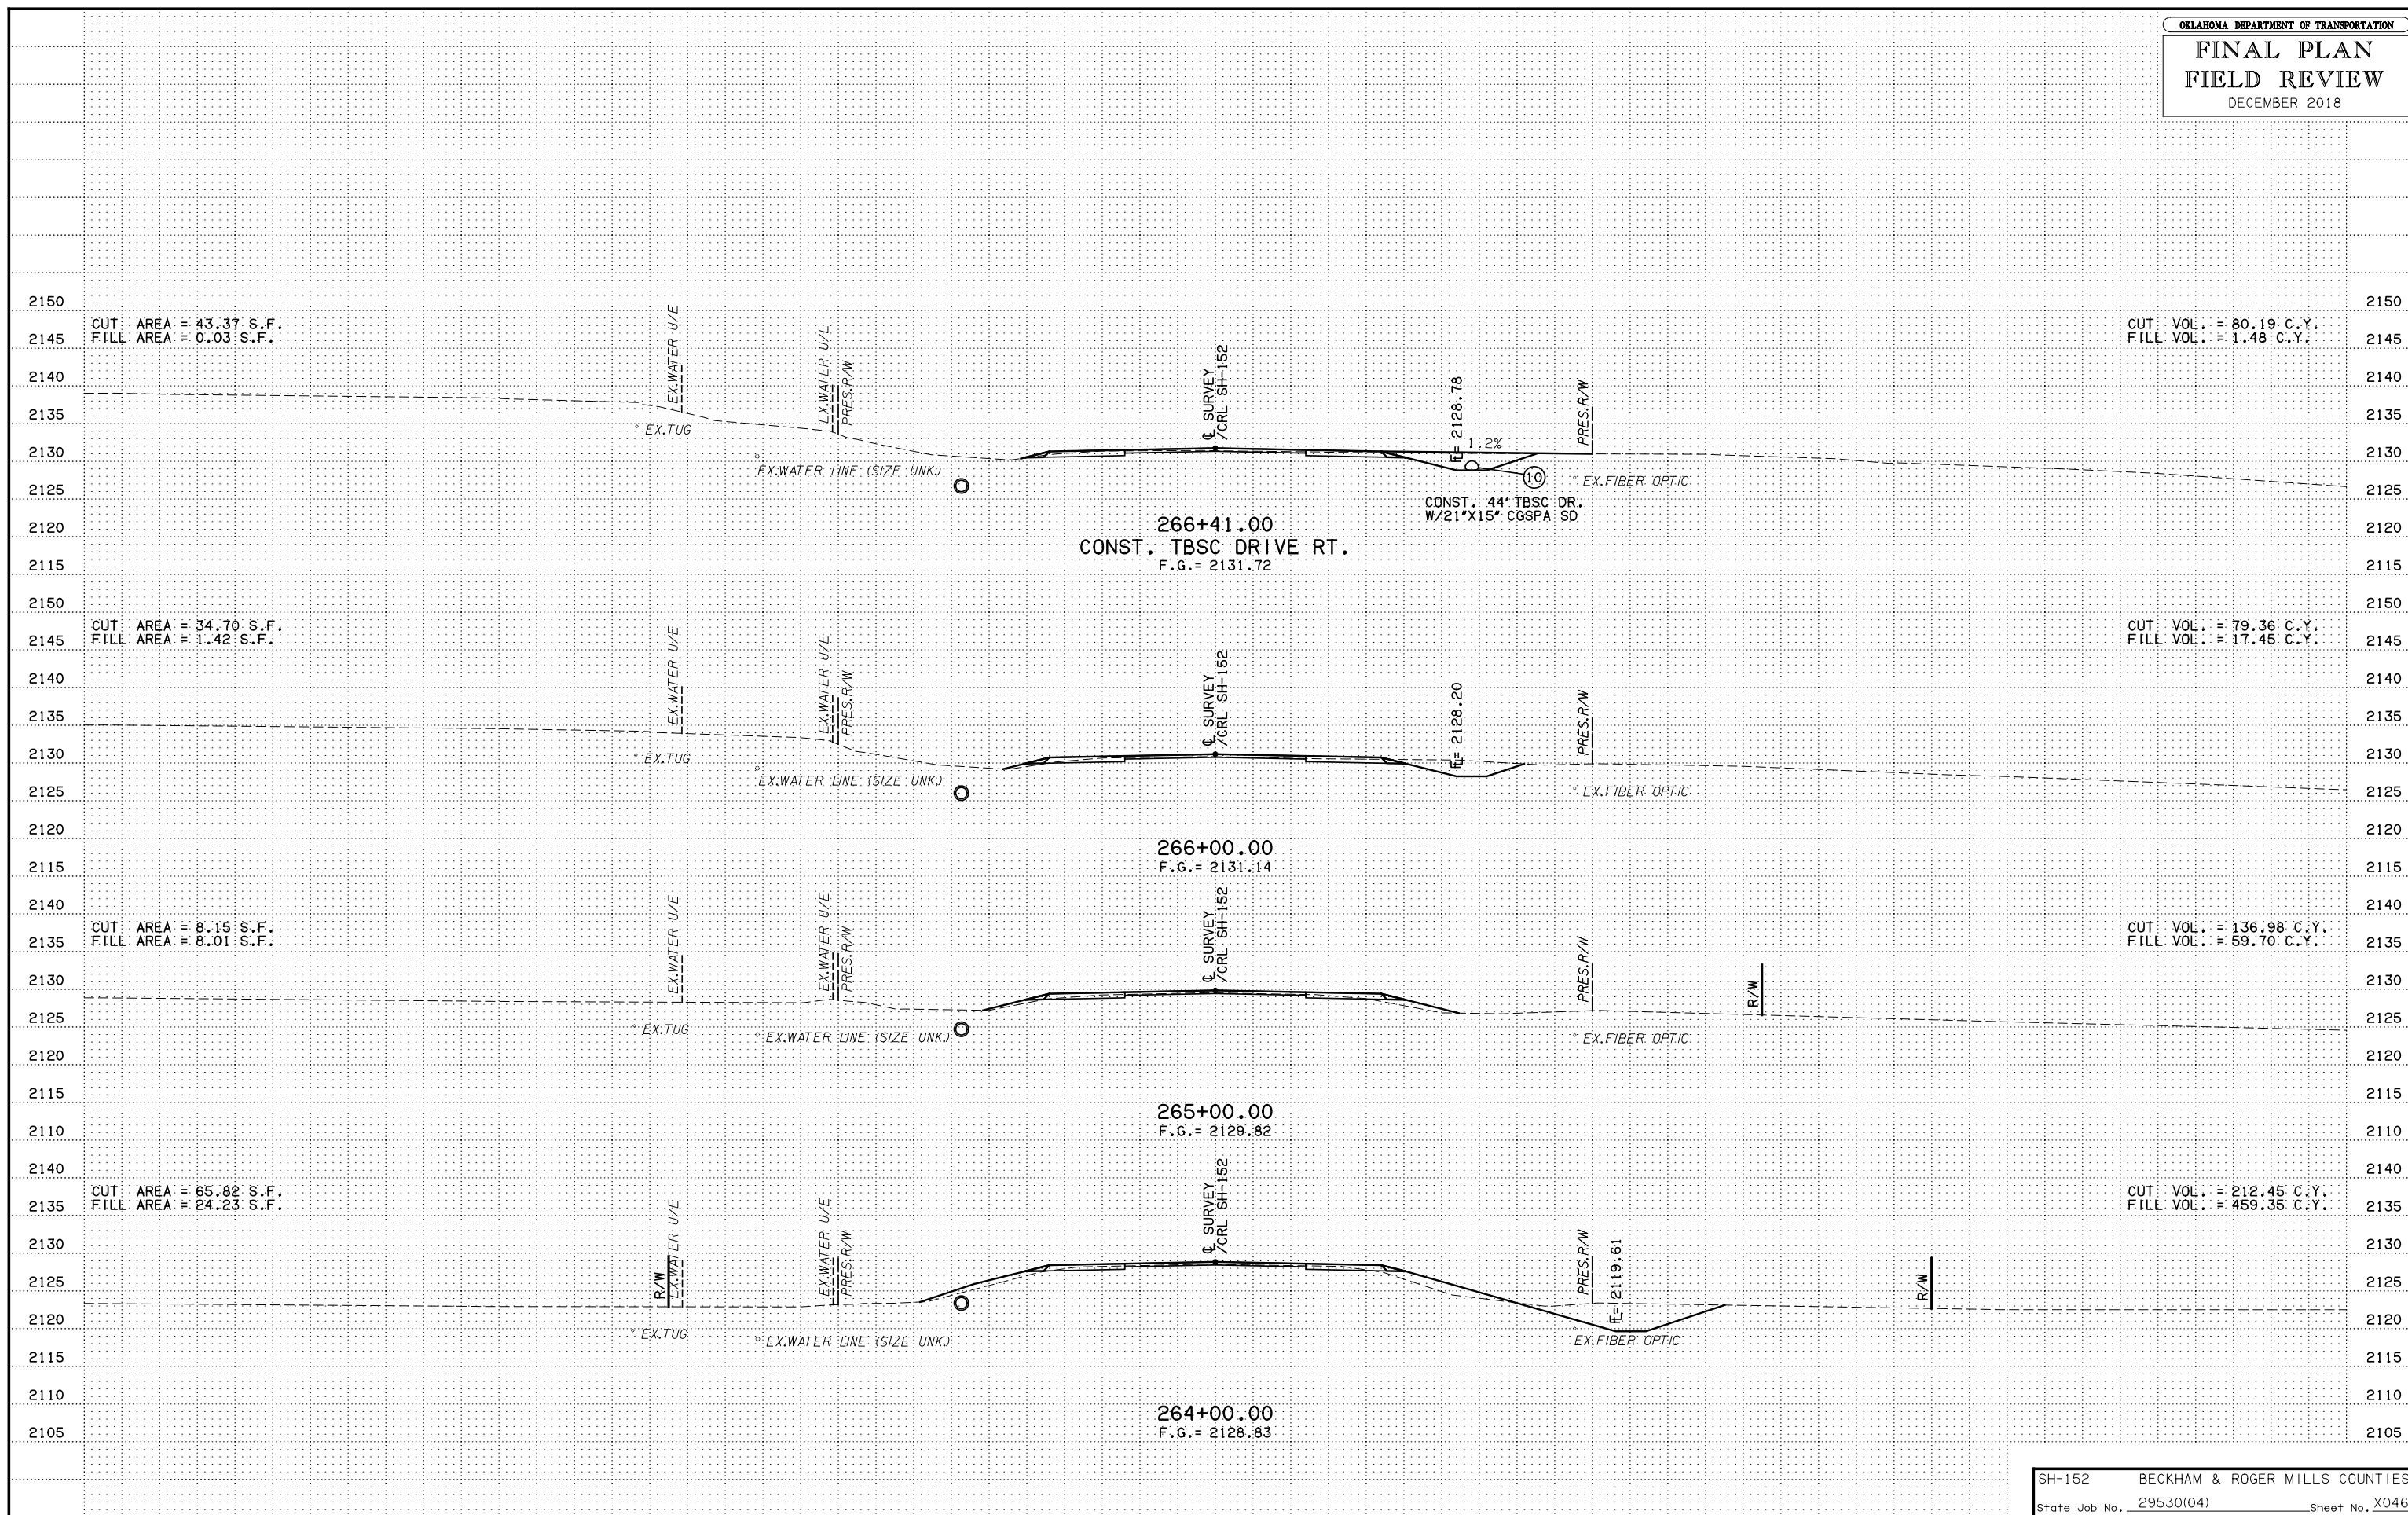 OKLAHOMA DEPARTMENT OF TRANSPORTATION
FINAL PLAN
FIELD REVIEW
DECEMBER 2018
2150 2150
CUT AREA = 43.37 S.F. CUT VOL. = 80.19 C.Y.
FILL AREA = 0.03 S.F. FILL VOL. = 1.48 C.Y.
2145 2145
2140 2140
2135 2135
2130 2130
2125 2125
2120 2120
2115 2115
EX.WATER U/E
EX.WATER U/E
PRES.R/W
℄ SURVEY
/CRL SH-152
FL= 2128.78
1.2%
PRES.R/W
° EX.TUG
EX.WATER LINE (SIZE UNK.)
10
° EX.FIBER OPTIC
CONST. 44' TBSC DR.
W/21"X15" CGSPA SD
266+41.00
CONST. TBSC DRIVE RT.
F.G.= 2131.72
2150 2150
CUT AREA = 34.70 S.F. CUT VOL. = 79.36 C.Y.
FILL AREA = 1.42 S.F. FILL VOL. = 17.45 C.Y.
2145 2145
2140 2140
2135 2135
2130 2130
2125 2125
2120 2120
2115 2115
EX.WATER U/E
EX.WATER U/E
PRES.R/W
℄ SURVEY
/CRL SH-152
FL= 2128.20
PRES.R/W
° EX.TUG
EX.WATER LINE (SIZE UNK.)
° EX.FIBER OPTIC
266+00.00
F.G.= 2131.14
2140 2140
CUT AREA = 8.15 S.F. CUT VOL. = 136.98 C.Y.
FILL AREA = 8.01 S.F. FILL VOL. = 59.70 C.Y.
2135 2135
2130 2130
2125 2125
2120 2120
2115 2115
2110 2110
EX.WATER U/E
EX.WATER U/E
PRES.R/W
℄ SURVEY
/CRL SH-152
PRES.R/W
R/W
° EX.TUG
° EX.WATER LINE (SIZE UNK.)
° EX.FIBER OPTIC
265+00.00
F.G.= 2129.82
2140 2140
CUT AREA = 65.82 S.F. CUT VOL. = 212.45 C.Y.
FILL AREA = 24.23 S.F. FILL VOL. = 459.35 C.Y.
2135 2135
2130 2130
2125 2125
2120 2120
2115 2115
2110 2110
2105 2105
R/W
EX.WATER U/E
EX.WATER U/E
PRES.R/W
℄ SURVEY
/CRL SH-152
PRES.R/W
FL= 2119.61
R/W
° EX.TUG
° EX.WATER LINE (SIZE UNK.)
EX.FIBER OPTIC
264+00.00
F.G.= 2128.83
SH-152 BECKHAM & ROGER MILLS COUNTIES
State Job No. 29530(04) Sheet No. X046